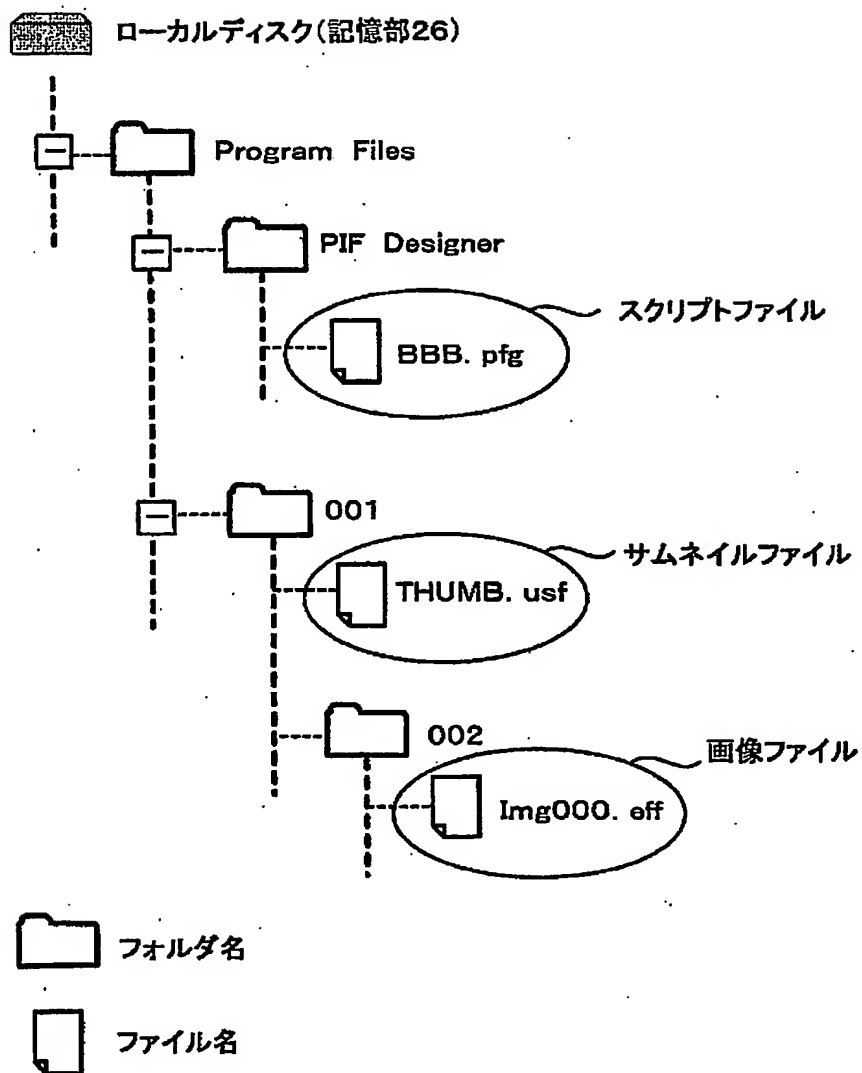 ローカルディスク(記憶部26)
Program Files
PIF Designer
スクリプトファイル
BBB. pfg
001
サムネイルファイル
THUMB. usf
002
画像ファイル
Img000. eff
フォルダ名
ファイル名